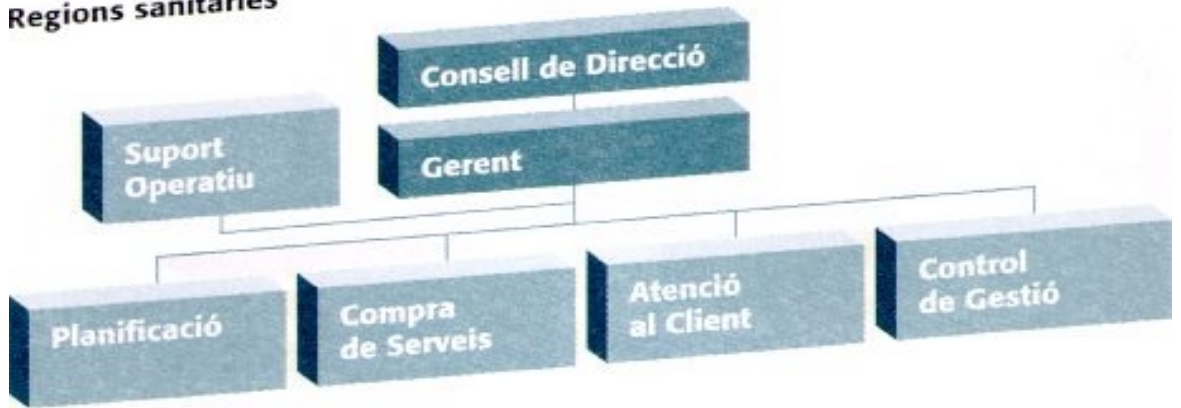 Regions sanitàries
Consell de Direcció
Suport
Operatiu
Gerent
Planificació
Compra
de Serveis
Atenció
al Client
Control
de Gestió